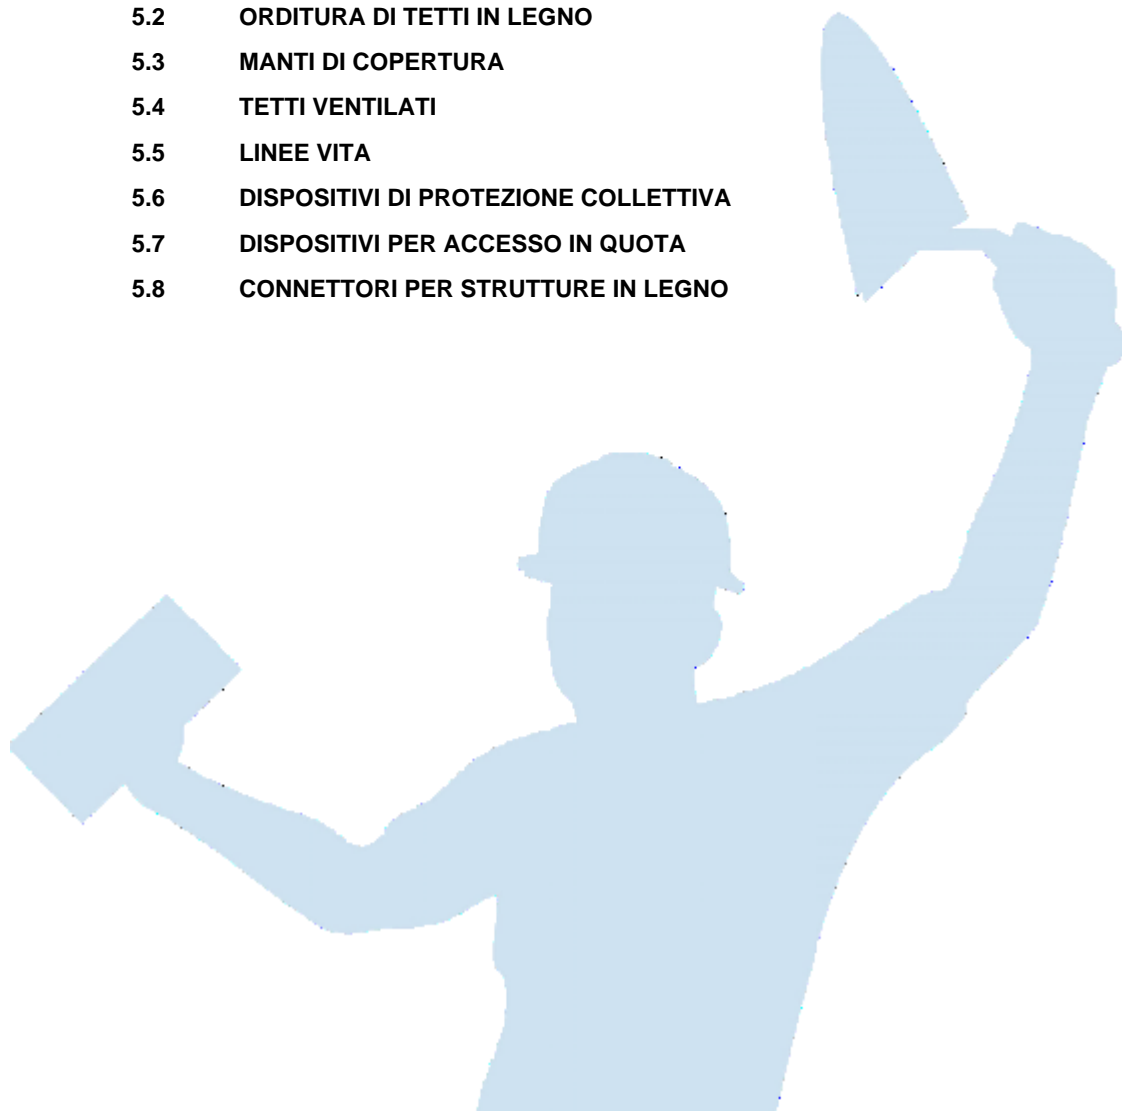 5.2 ORDITURA DI TETTI IN LEGNO
5.3 MANTI DI COPERTURA
5.4 TETTI VENTILATI
5.5 LINEE VITA
5.6 DISPOSITIVI DI PROTEZIONE COLLETTIVA
5.7 DISPOSITIVI PER ACCESSO IN QUOTA
5.8 CONNETTORI PER STRUTTURE IN LEGNO